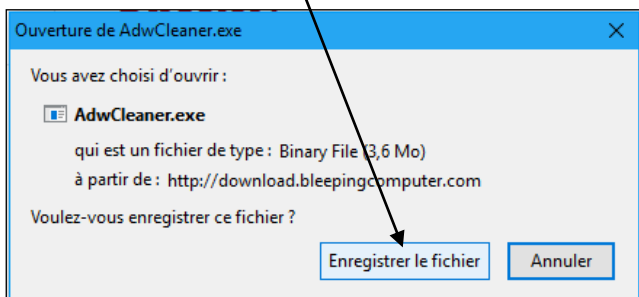 Ouverture de AdwCleaner.exe
Vous avez choisi d'ouvrir :
AdwCleaner.exe
qui est un fichier de type : Binary File (3,6 Mo)
à partir de : http://download.bleepingcomputer.com
Voulez-vous enregistrer ce fichier ?
Enregistrer le fichier Annuler